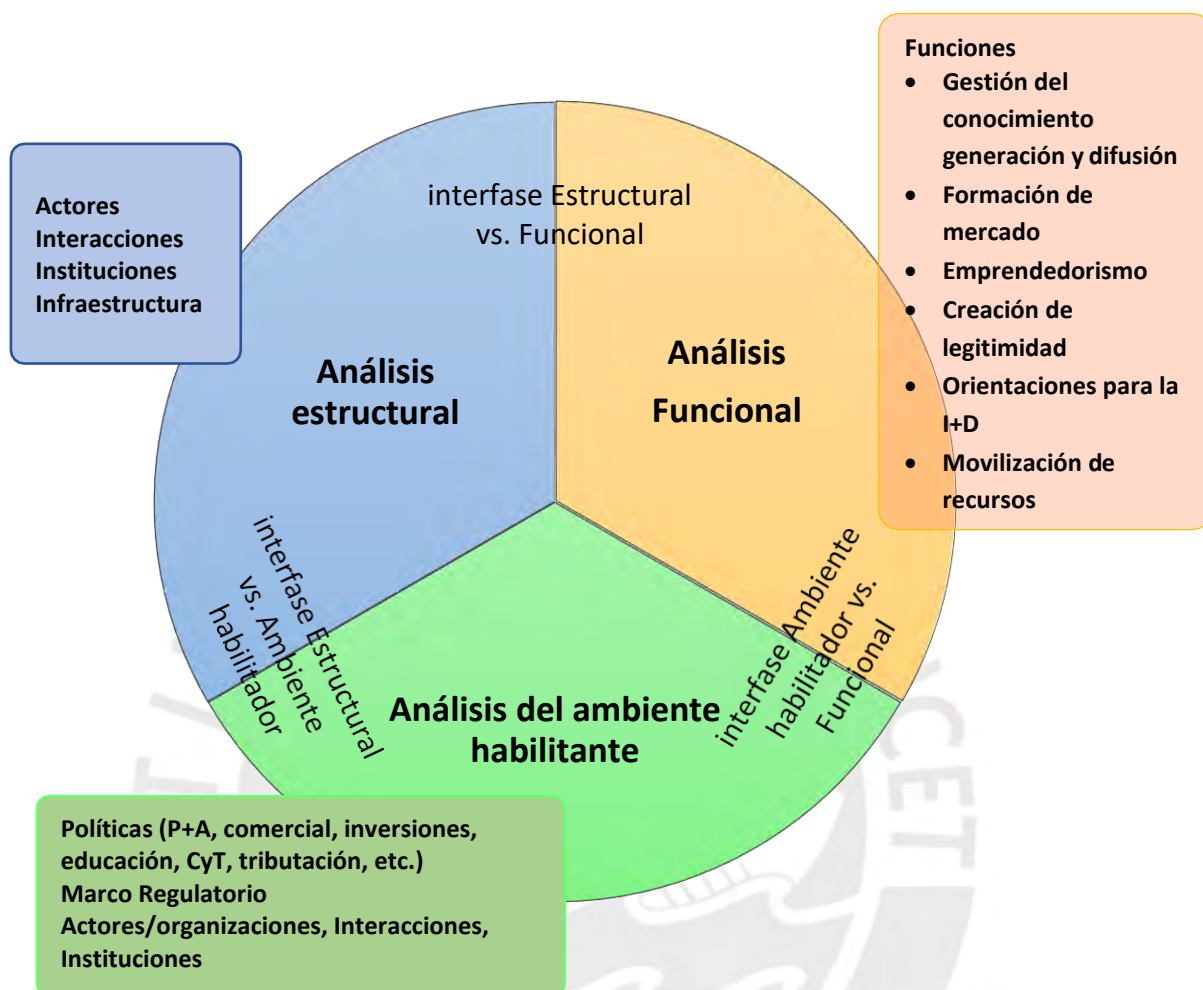 Funciones
• Gestión del
conocimiento
generación y difusión
• Formación de
mercado
• Emprendedorismo
• Creación de
legitimidad
• Orientaciones para la
I+D
• Movilización de
recursos
Actores
Interacciones
Instituciones
Infraestructura
interfase Estructural
vs. Funcional
Análisis
estructural
Análisis
Funcional
interfase Estructural
vs. Ambiente
habilitador
interfase Ambiente
habilitador vs.
Funcional
Análisis del ambiente
habilitante
Políticas (P+A, comercial, inversiones,
educación, CyT, tributación, etc.)
Marco Regulatorio
Actores/organizaciones, Interacciones,
Instituciones